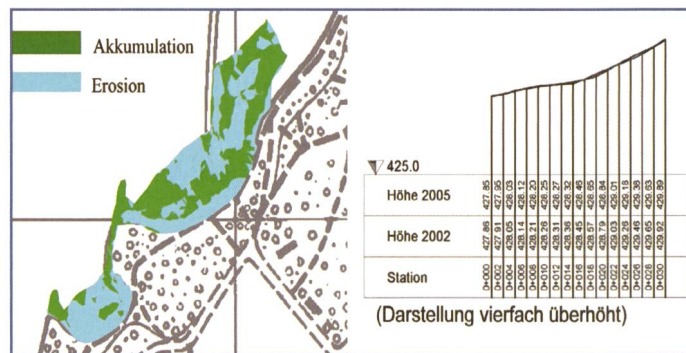 Akkumulation
Erosion
425.0
Höhe 2005 427.85 427.95 428.03 428.12 428.20 428.25 428.27 428.32 428.46 428.65 428.84 429.01 429.18 429.36 429.63 429.89
Höhe 2002 427.86 427.91 428.05 428.14 428.21 428.26 428.31 428.36 428.45 428.57 428.79 429.03 429.26 429.46 429.65 429.92
Station 0+000 0+002 0+004 0+006 0+008 0+010 0+012 0+014 0+016 0+018 0+020 0+022 0+024 0+026 0+028 0+030
(Darstellung vierfach überhöht)